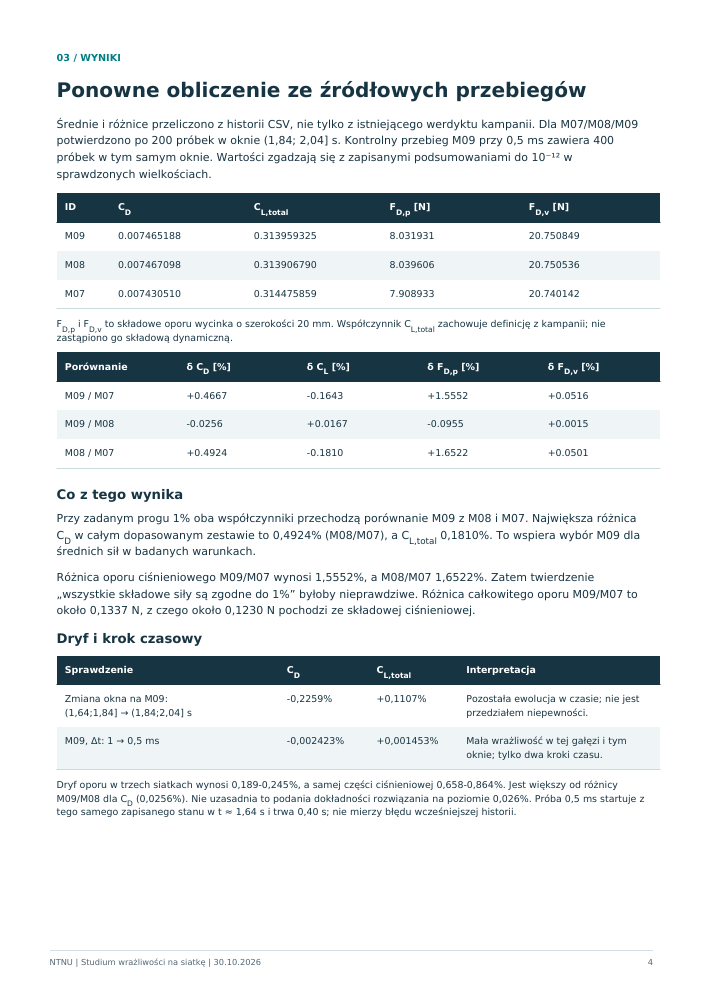 03 / WYNIKI
Ponowne obliczenie ze źródłowych przebiegów
Średnie i różnice przeliczono z historii CSV, nie tylko z istniejącego werdyktu kampanii. Dla M07/M08/M09
potwierdzono po 200 próbek w oknie (1,84; 2,04] s. Kontrolny przebieg M09 przy 0,5 ms zawiera 400
próbek w tym samym oknie. Wartości zgadzają się z zapisanymi podsumowaniami do 10⁻¹² w
sprawdzonych wielkościach.
ID C_D C_L,total F_D,p [N] F_D,v [N]
M09 0.007465188 0.313959325 8.031931 20.750849
M08 0.007467098 0.313906790 8.039606 20.750536
M07 0.007430510 0.314475859 7.908933 20.740142
F_D,p i F_D,v to składowe oporu wycinka o szerokości 20 mm. Współczynnik C_L,total zachowuje definicję z kampanii; nie
zastąpiono go składową dynamiczną.
Porównanie δ C_D [%] δ C_L [%] δ F_D,p [%] δ F_D,v [%]
M09 / M07 +0.4667 -0.1643 +1.5552 +0.0516
M09 / M08 -0.0256 +0.0167 -0.0955 +0.0015
M08 / M07 +0.4924 -0.1810 +1.6522 +0.0501
Co z tego wynika
Przy zadanym progu 1% oba współczynniki przechodzą porównanie M09 z M08 i M07. Największa różnica
C_D w całym dopasowanym zestawie to 0,4924% (M08/M07), a C_L,total 0,1810%. To wspiera wybór M09 dla
średnich sił w badanych warunkach.
Różnica oporu ciśnieniowego M09/M07 wynosi 1,5552%, a M08/M07 1,6522%. Zatem twierdzenie
„wszystkie składowe siły są zgodne do 1%” byłoby nieprawdziwe. Różnica całkowitego oporu M09/M07 to
około 0,1337 N, z czego około 0,1230 N pochodzi ze składowej ciśnieniowej.
Dryf i krok czasowy
Sprawdzenie C_D C_L,total Interpretacja
Zmiana okna na M09: -0,2259% +0,1107% Pozostała ewolucja w czasie; nie jest
(1,64;1,84] → (1,84;2,04] s przedziałem niepewności.
M09, Δt: 1 → 0,5 ms -0,002423% +0,001453% Mała wrażliwość w tej gałęzi i tym
oknie; tylko dwa kroki czasu.
Dryf oporu w trzech siatkach wynosi 0,189-0,245%, a samej części ciśnieniowej 0,658-0,864%. Jest większy od różnicy
M09/M08 dla C_D (0,0256%). Nie uzasadnia to podania dokładności rozwiązania na poziomie 0,026%. Próba 0,5 ms startuje z
tego samego zapisanego stanu w t ≈ 1,64 s i trwa 0,40 s; nie mierzy błędu wcześniejszej historii.
NTNU | Studium wrażliwości na siatkę | 30.10.2026 4